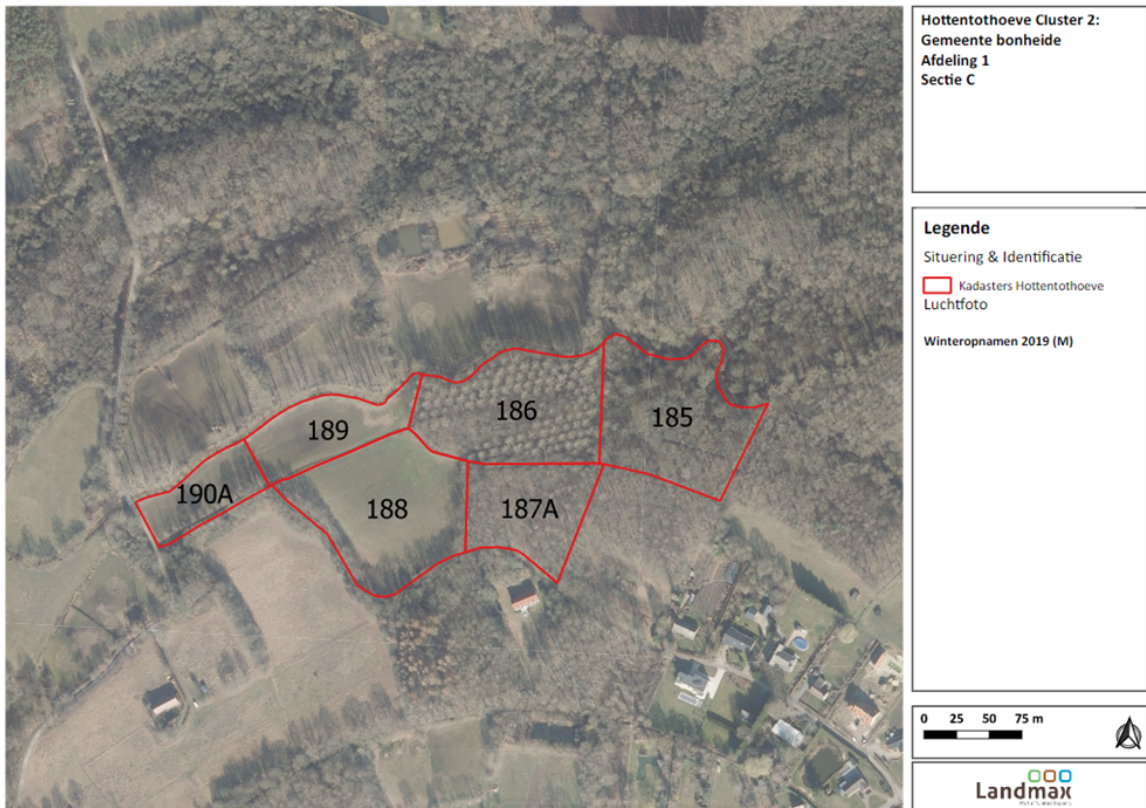 Hottentothoeve Cluster 2:
Gemeente bonheide
Afdeling 1
Sectie C
Legende
Situering & Identificatie
Kadasters Hottentothoeve
Luchtfoto
Winteropnamen 2019 (M)
186
185
189
190A
188
187A
0 25 50 75 m
Landmax